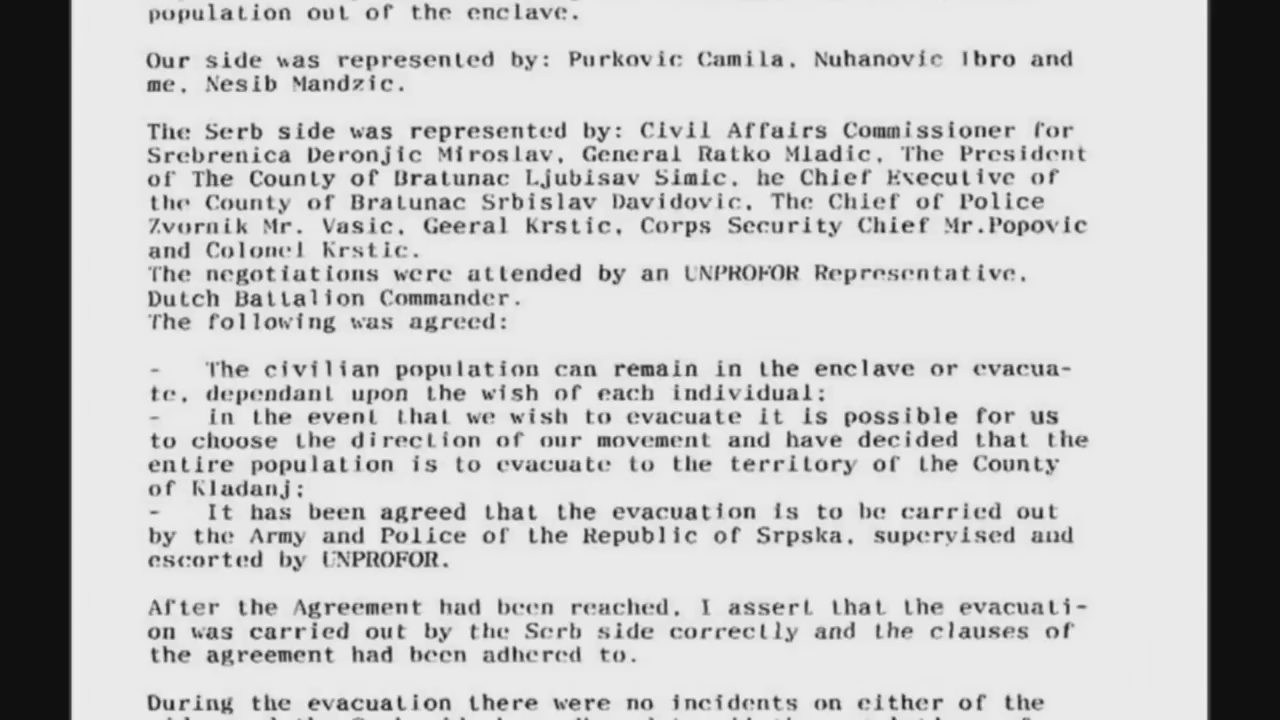 population out of the enclave.
Our side was represented by: Purkovic Camila, Nuhanovic Ibro and
me, Nesib Mandzic.
The Serb side was represented by: Civil Affairs Commissioner for
Srebrenica Deronjic Miroslav, General Ratko Mladic, The President
of The County of Bratunac Ljubisav Simic, he Chief Executive of
the County of Bratunac Srbislav Davidovic, The Chief of Police
Zvornik Mr. Vasic, Geeral Krstic, Corps Security Chief Mr.Popovic
and Colonel Krstic.
The negotiations were attended by an UNPROFOR Representative,
Dutch Battalion Commander.
The following was agreed:
- The civilian population can remain in the enclave or evacua-
te, dependant upon the wish of each individual;
- in the event that we wish to evacuate it is possible for us
to choose the direction of our movement and have decided that the
entire population is to evacuate to the territory of the County
of Kladanj;
- It has been agreed that the evacuation is to be carried out
by the Army and Police of the Republic of Srpska, supervised and
escorted by UNPROFOR.
After the Agreement had been reached, I assert that the evacuati-
on was carried out by the Serb side correctly and the clauses of
the agreement had been adhered to.
During the evacuation there were no incidents on either of the